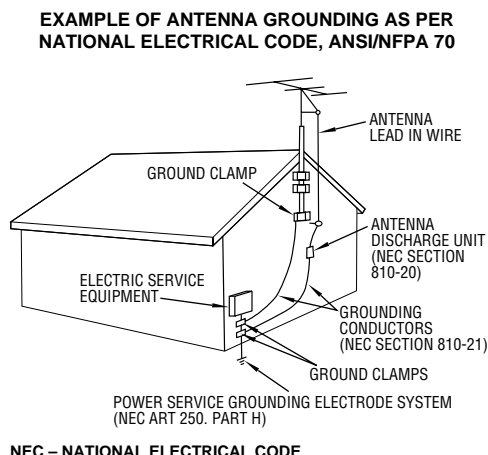 EXAMPLE OF ANTENNA GROUNDING AS PER
NATIONAL ELECTRICAL CODE, ANSI/NFPA 70
ANTENNA
LEAD IN WIRE
GROUND CLAMP
ANTENNA
DISCHARGE UNIT
(NEC SECTION
810-20)
ELECTRIC SERVICE
EQUIPMENT
GROUNDING
CONDUCTORS
(NEC SECTION 810-21)
GROUND CLAMPS
POWER SERVICE GROUNDING ELECTRODE SYSTEM
(NEC ART 250. PART H)
NEC – NATIONAL ELECTRICAL CODE